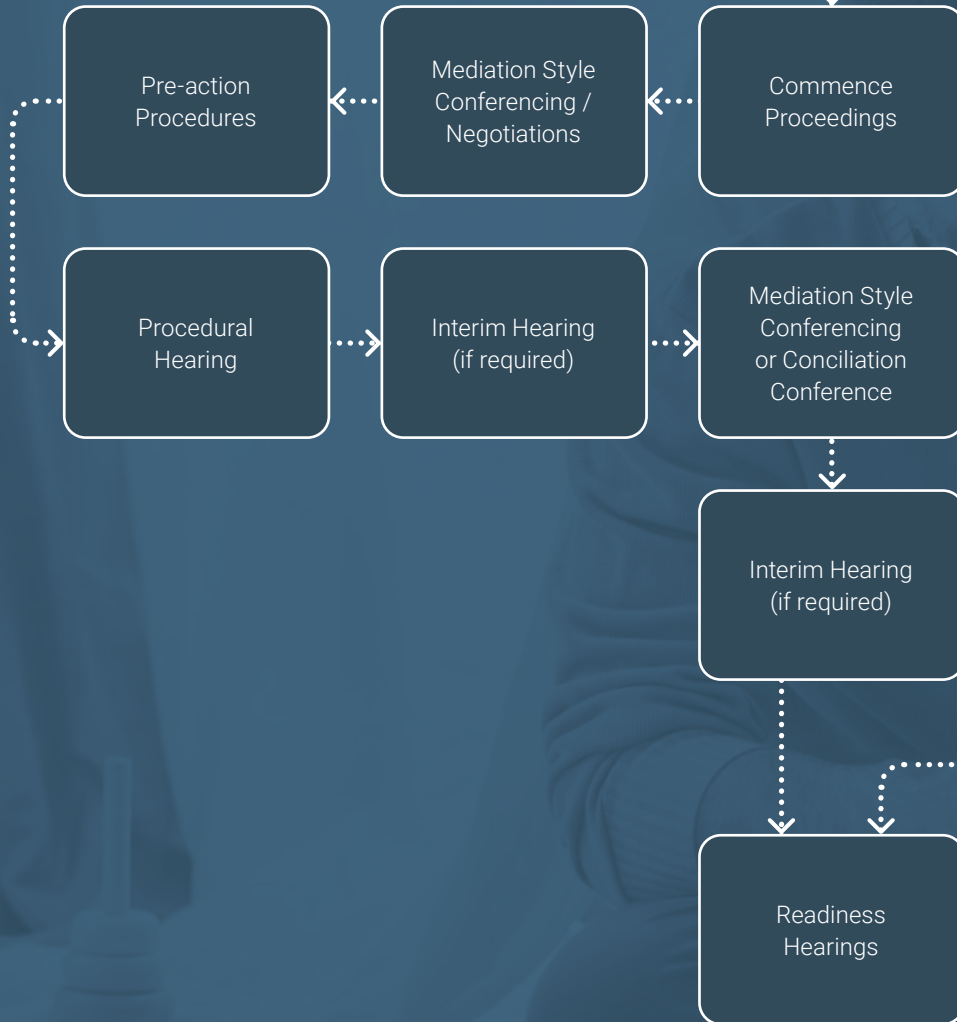 Pre-action
Procedures
Mediation Style
Conferencing /
Negotiations
Commence
Proceedings
Procedural
Hearing
Interim Hearing
(if required)
Mediation Style
Conferencing
or Conciliation
Conference
Interim Hearing
(if required)
Readiness
Hearings